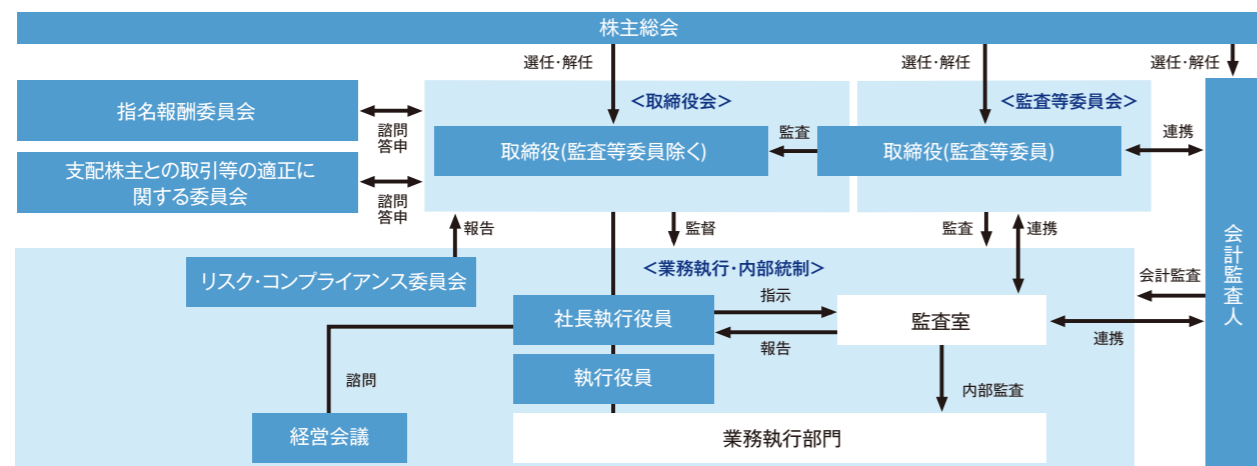 株主総会
選任・解任
選任・解任
選任・解任
指名報酬委員会
諮問
答申
<取締役会>
取締役(監査等委員除く)
監査
<監査等委員会>
取締役(監査等委員)
連携
支配株主との取引等の適正に
関する委員会
諮問
答申
報告
監督
監査
連携
会計監査人
<業務執行・内部統制>
リスク・コンプライアンス委員会
会計監査
社長執行役員
指示
報告
監査室
連携
諮問
執行役員
内部監査
経営会議
業務執行部門